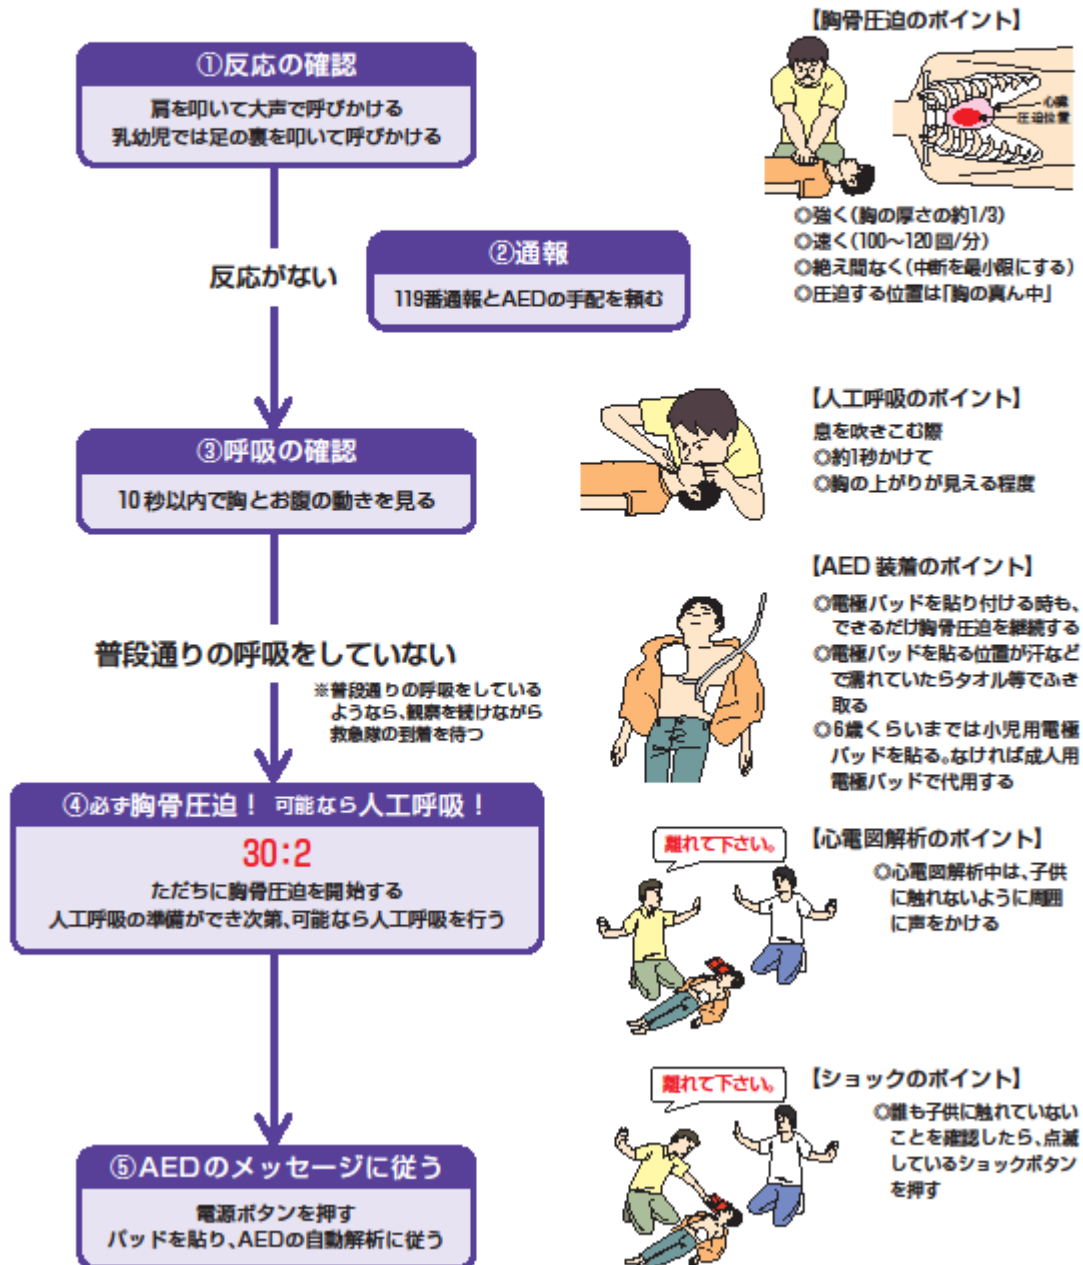 ①反応の確認
肩を叩いて大声で呼びかける
乳幼児では足の裏を叩いて呼びかける
反応がない
②通報
119番通報とAEDの手配を頼む
③呼吸の確認
10秒以内で胸とお腹の動きを見る
普段通りの呼吸をしていない
※普段通りの呼吸をしている
ようなら、観察を続けながら
救急隊の到着を待つ
④必ず胸骨圧迫！ 可能なら人工呼吸！
30：2
ただちに胸骨圧迫を開始する
人工呼吸の準備ができ次第、可能なら人工呼吸を行う
⑤AEDのメッセージに従う
電源ボタンを押す
パッドを貼り、AEDの自動解析に従う
【胸骨圧迫のポイント】
心臓
圧迫位置
◎強く（胸の厚さの約1/3）
◎速く（100〜120回/分）
◎絶え間なく（中断を最小限にする）
◎圧迫する位置は「胸の真ん中」
【人工呼吸のポイント】
息を吹きこむ際
◎約1秒かけて
◎胸の上がりが見える程度
【AED 装着のポイント】
◎電極パッドを貼り付ける時も、
できるだけ胸骨圧迫を継続する
◎電極パッドを貼る位置が汗など
で濡れていたらタオル等でふき
取る
◎6歳くらいまでは小児用電極
パッドを貼る。なければ成人用
電極パッドで代用する
離れて下さい。
【心電図解析のポイント】
◎心電図解析中は、子供
に触れないように周囲
に声をかける
離れて下さい。
【ショックのポイント】
◎誰も子供に触れていない
ことを確認したら、点滅
しているショックボタン
を押す